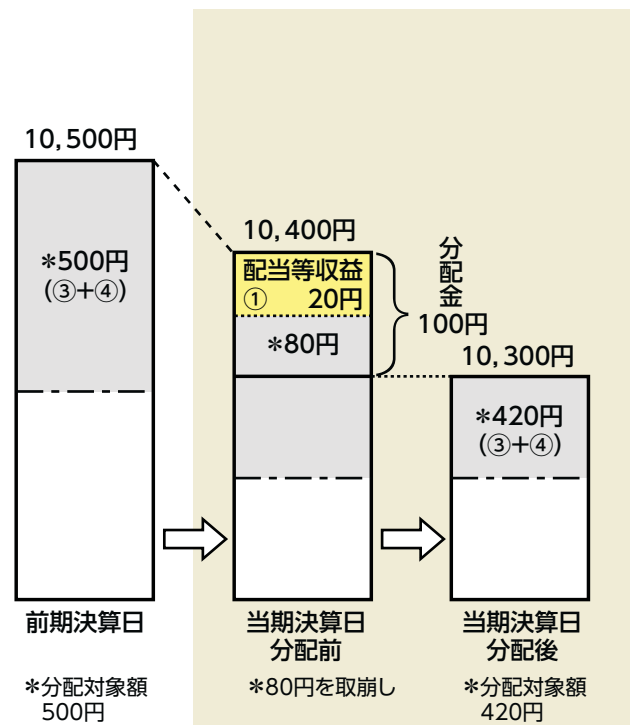 10,500円
*500円
(③+④)
10,400円
配当等収益
① 20円
*80円
分配金
100円
10,300円
*420円
(③+④)
前期決算日
当期決算日
分配前
当期決算日
分配後
*分配対象額
500円
*80円を取崩し
*分配対象額
420円